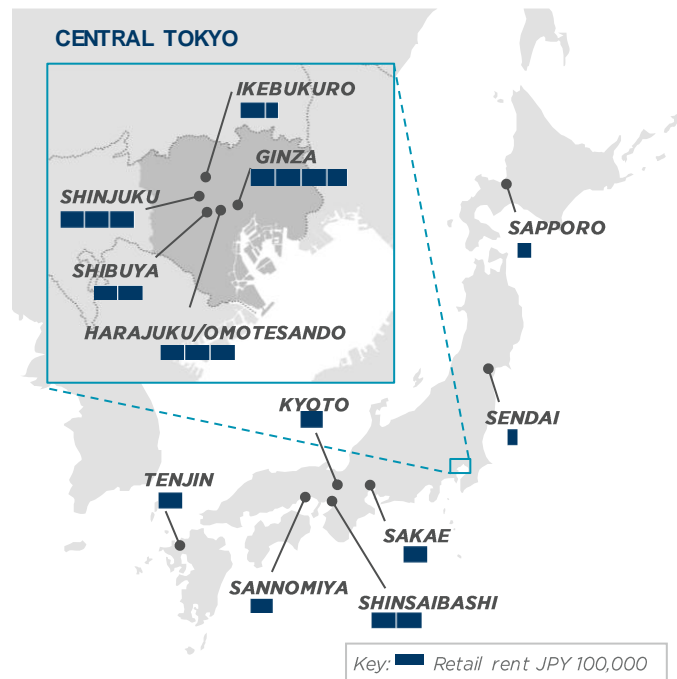 CENTRAL TOKYO
IKEBUKURO
GINZA
SHINJUKU
SHIBUYA
HARAJUKU/OMOTESANDO
SAPPORO
SENDAI
KYOTO
TENJIN
SAKAE
SANNOMIYA
SHINSAIBASHI
Key: Retail rent JPY 100,000